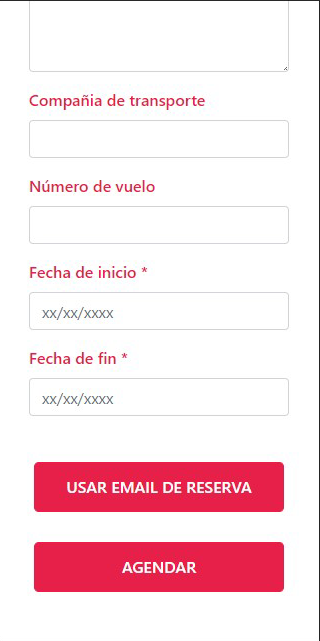 Compañia de transporte
Número de vuelo
Fecha de inicio *
xx/xx/xxxx
Fecha de fin *
xx/xx/xxxx
USAR EMAIL DE RESERVA
AGENDAR